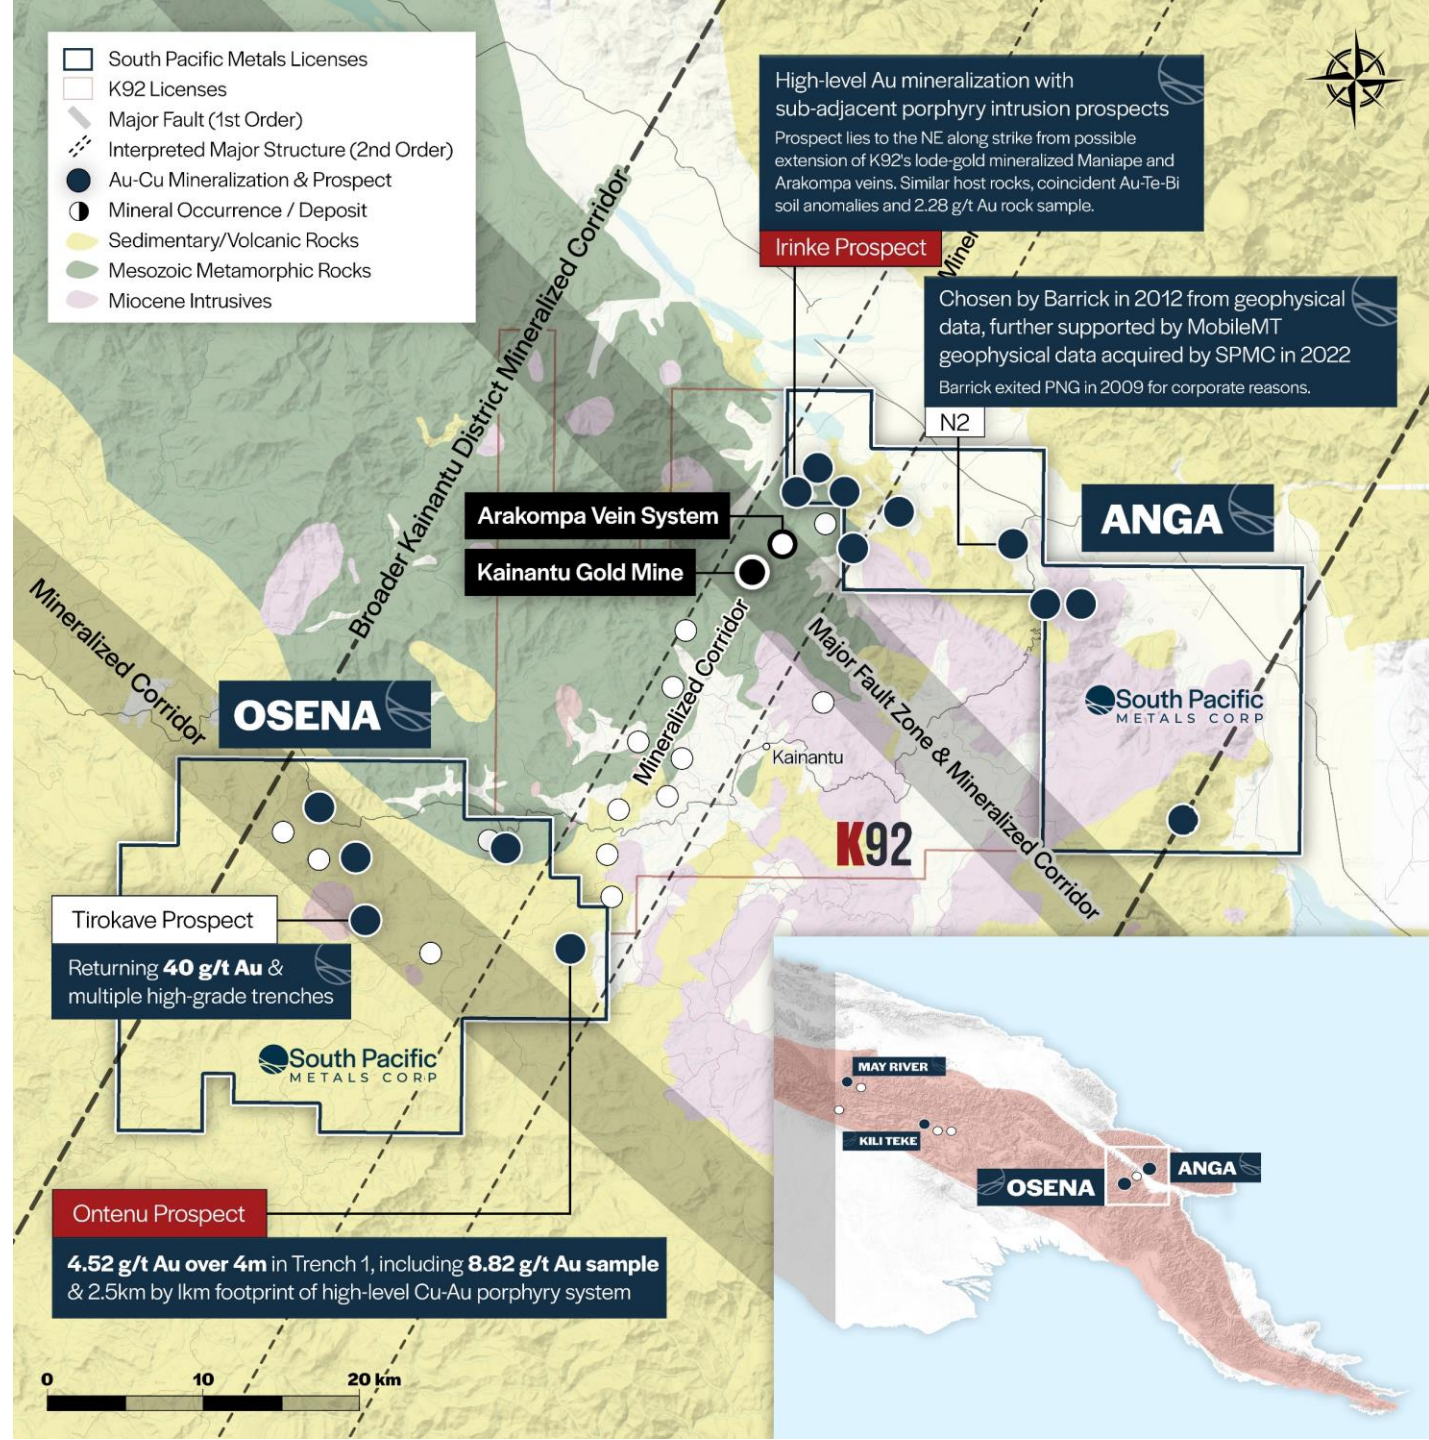 South Pacific Metals Licenses
K92 Licenses
Major Fault (1st Order)
Interpreted Major Structure (2nd Order)
Au-Cu Mineralization & Prospect
Mineral Occurrence / Deposit
Sedimentary/Volcanic Rocks
Mesozoic Metamorphic Rocks
Miocene Intrusives
High-level Au mineralization with
sub-adjacent porphyry intrusion prospects
Prospect lies to the NE along strike from possible
extension of K92's lode-gold mineralized Maniape and
Arakompa veins. Similar host rocks, coincident Au-Te-Bi
soil anomalies and 2.28 g/t Au rock sample.
Irinke Prospect
Miner
Chosen by Barrick in 2012 from geophysical
data, further supported by MobileMT
geophysical data acquired by SPMC in 2022
Barrick exited PNG in 2009 for corporate reasons.
N2
Broader Kainantu District Mineralized Corridor
Arakompa Vein System
Kainantu Gold Mine
ANGA
Mineralized Corridor
Mineralized Corridor
Major Fault Zone & Mineralized Corridor
OSENA
South Pacific
METALS CORP
Kainantu
K92
Tirokave Prospect
Returning 40 g/t Au &
multiple high-grade trenches
South Pacific
METALS CORP
Ontenu Prospect
4.52 g/t Au over 4m in Trench 1, including 8.82 g/t Au sample
& 2.5km by 1km footprint of high-level Cu-Au porphyry system
0 10 20 km
MAY RIVER
KILI TEKE
OSENA
ANGA